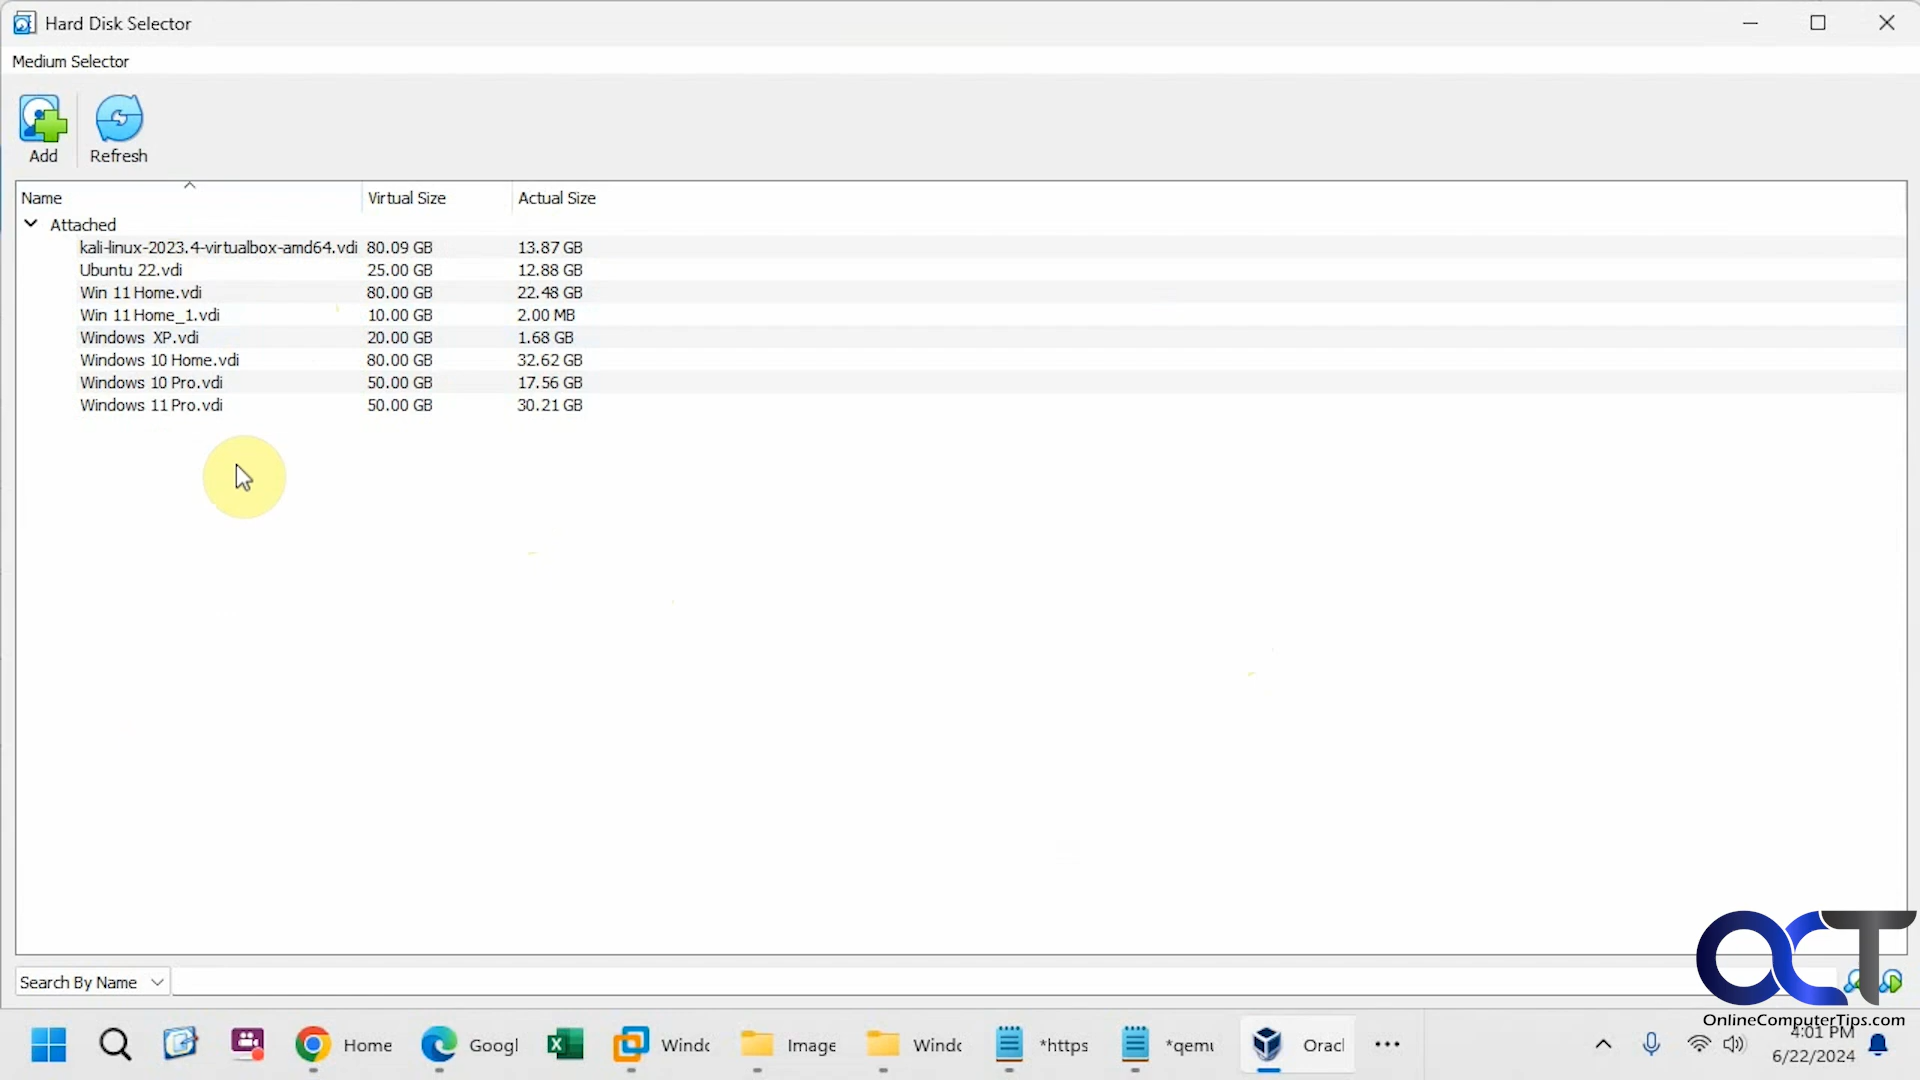 Hard Disk Selector
Medium Selector
Add
Refresh
Name Virtual Size Actual Size
Attached
kali-linux-2023.4-virtualbox-amd64.vdi 80.09 GB 13.87 GB
Ubuntu 22.vdi 25.00 GB 12.88 GB
Win 11 Home.vdi 80.00 GB 22.48 GB
Win 11 Home_1.vdi 10.00 GB 2.00 MB
Windows XP.vdi 20.00 GB 1.68 GB
Windows 10 Home.vdi 80.00 GB 32.62 GB
Windows 10 Pro.vdi 50.00 GB 17.56 GB
Windows 11 Pro.vdi 50.00 GB 30.21 GB
Search By Name
OCT
OnlineComputerTips.com
Home Googl Windo Image Windo *https *qemu Oracl
4:01 PM
6/22/2024